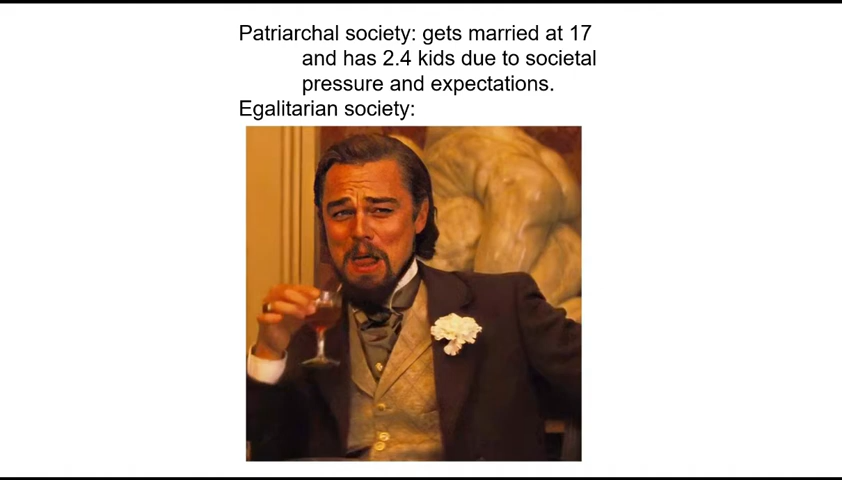 Patriarchal society: gets married at 17
and has 2.4 kids due to societal
pressure and expectations.
Egalitarian society: